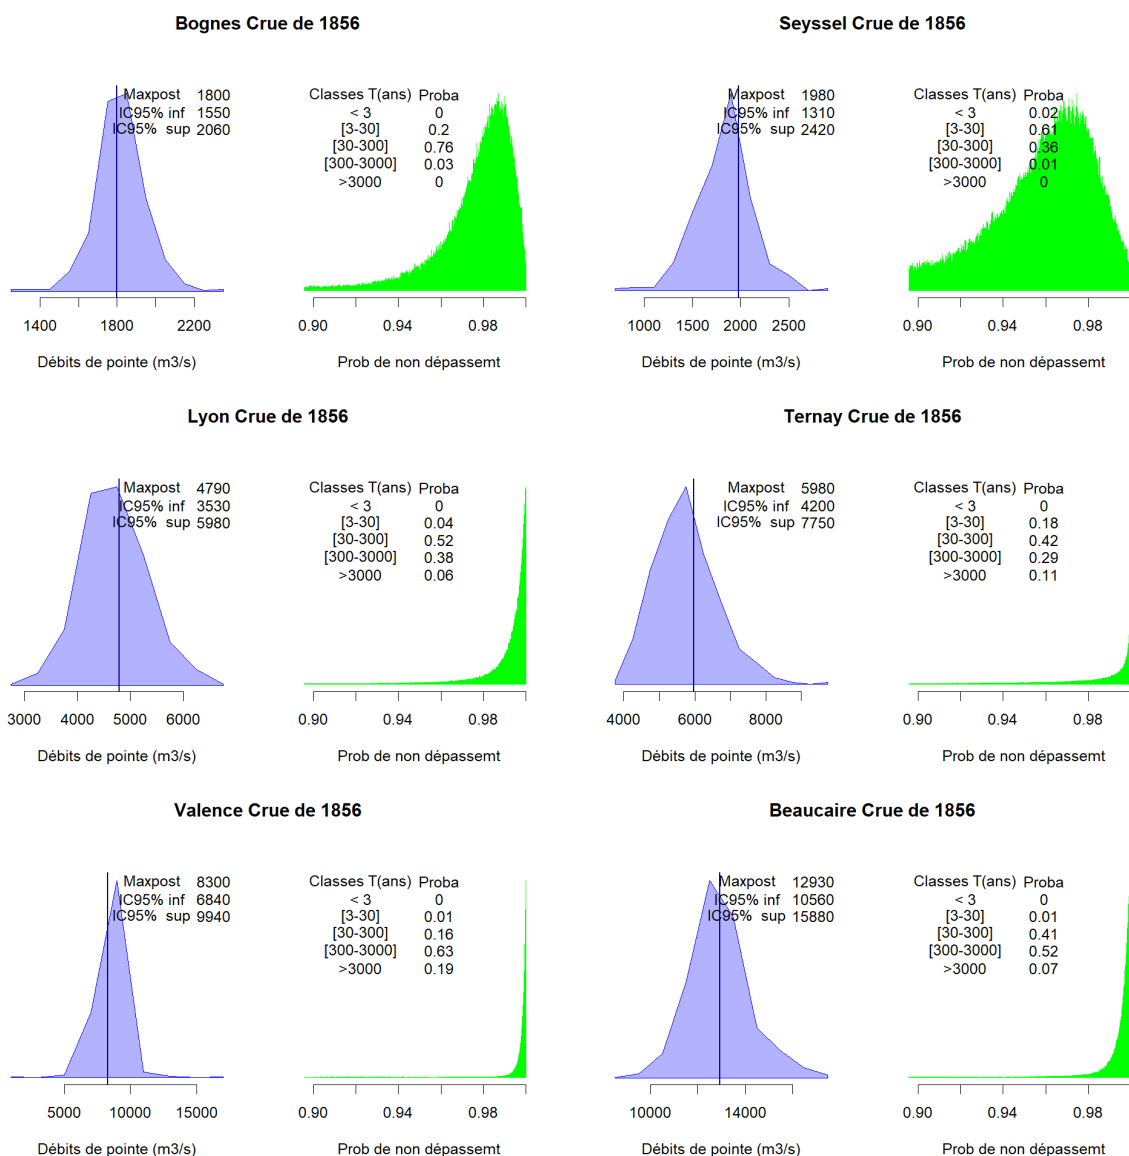 Bognes Crue de 1856
Maxpost 1800
IC95% inf 1550
IC95% sup 2060
1400 1800 2200
Débits de pointe (m3/s)
Classes T(ans) Proba
< 3 0
[3-30] 0.2
[30-300] 0.76
[300-3000] 0.03
>3000 0
0.90 0.94 0.98
Prob de non dépassemt
Seyssel Crue de 1856
Maxpost 1980
IC95% inf 1310
IC95% sup 2420
1000 1500 2000 2500
Débits de pointe (m3/s)
Classes T(ans) Proba
< 3 0.02
[3-30] 0.61
[30-300] 0.36
[300-3000] 0.01
>3000 0
0.90 0.94 0.98
Prob de non dépassemt
Lyon Crue de 1856
Maxpost 4790
IC95% inf 3530
IC95% sup 5980
3000 4000 5000 6000
Débits de pointe (m3/s)
Classes T(ans) Proba
< 3 0
[3-30] 0.04
[30-300] 0.52
[300-3000] 0.38
>3000 0.06
0.90 0.94 0.98
Prob de non dépassemt
Ternay Crue de 1856
Maxpost 5980
IC95% inf 4200
IC95% sup 7750
4000 6000 8000
Débits de pointe (m3/s)
Classes T(ans) Proba
< 3 0
[3-30] 0.18
[30-300] 0.42
[300-3000] 0.29
>3000 0.11
0.90 0.94 0.98
Prob de non dépassemt
Valence Crue de 1856
Maxpost 8300
IC95% inf 6840
IC95% sup 9940
5000 10000 15000
Débits de pointe (m3/s)
Classes T(ans) Proba
< 3 0
[3-30] 0.01
[30-300] 0.16
[300-3000] 0.63
>3000 0.19
0.90 0.94 0.98
Prob de non dépassemt
Beaucaire Crue de 1856
Maxpost 12930
IC95% inf 10560
IC95% sup 15880
10000 14000
Débits de pointe (m3/s)
Classes T(ans) Proba
< 3 0
[3-30] 0.01
[30-300] 0.41
[300-3000] 0.52
>3000 0.07
0.90 0.94 0.98
Prob de non dépassemt